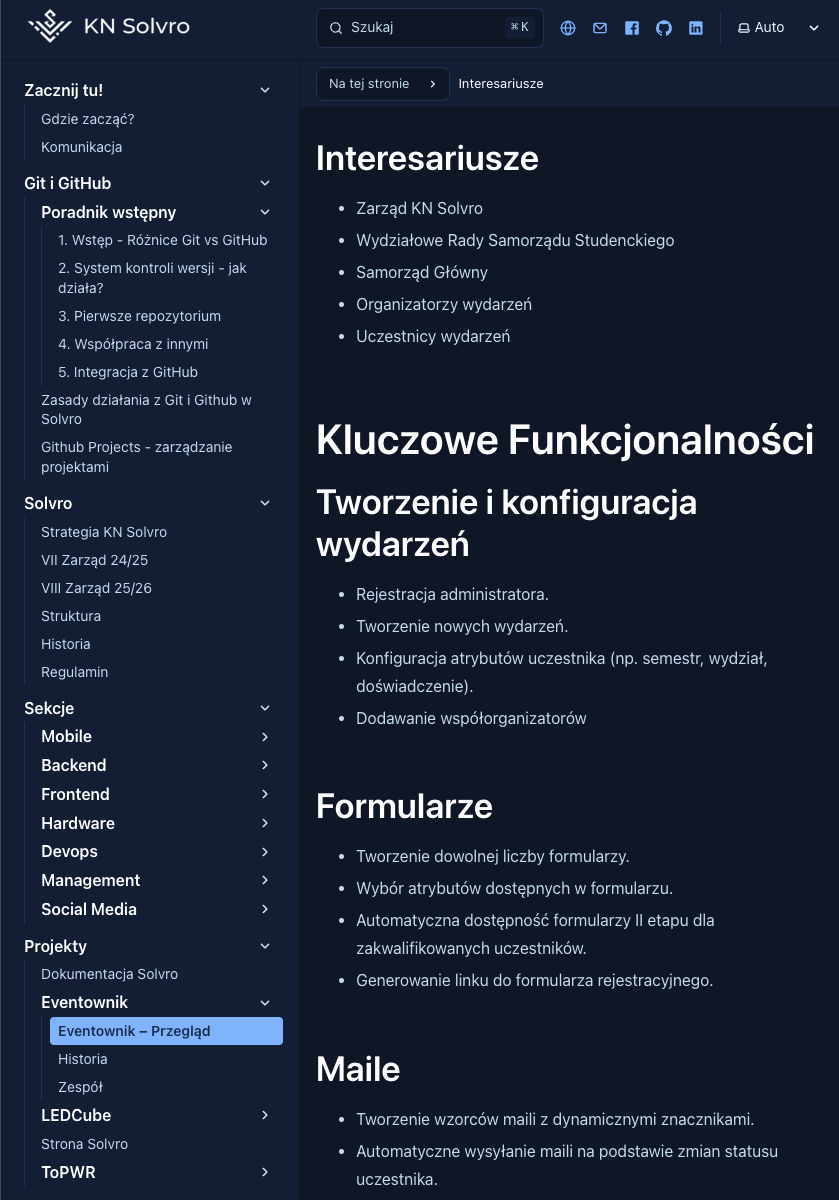 KN Solvro
Szukaj
⌘ K
Auto
Zacznij tu!
Gdzie zacząć?
Komunikacja
Git i GitHub
Poradnik wstępny
1. Wstęp - Różnice Git vs GitHub
2. System kontroli wersji - jak
działa?
3. Pierwsze repozytorium
4. Współpraca z innymi
5. Integracja z GitHub
Zasady działania z Git i Github w
Solvro
Github Projects - zarządzanie
projektami
Solvro
Strategia KN Solvro
VII Zarząd 24/25
VIII Zarząd 25/26
Struktura
Historia
Regulamin
Sekcje
Mobile
Backend
Frontend
Hardware
Devops
Management
Social Media
Projekty
Dokumentacja Solvro
Eventownik
Eventownik – Przegląd
Historia
Zespół
LEDCube
Strona Solvro
ToPWR
Na tej stronie
Interesariusze
Interesariusze
Zarząd KN Solvro
Wydziałowe Rady Samorządu Studenckiego
Samorząd Główny
Organizatorzy wydarzeń
Uczestnicy wydarzeń
Kluczowe Funkcjonalności
Tworzenie i konfiguracja
wydarzeń
Rejestracja administratora.
Tworzenie nowych wydarzeń.
Konfiguracja atrybutów uczestnika (np. semestr, wydział,
doświadczenie).
Dodawanie współorganizatorów
Formularze
Tworzenie dowolnej liczby formularzy.
Wybór atrybutów dostępnych w formularzu.
Automatyczna dostępność formularzy II etapu dla
zakwalifikowanych uczestników.
Generowanie linku do formularza rejestracyjnego.
Maile
Tworzenie wzorców maili z dynamicznymi znacznikami.
Automatyczne wysyłanie maili na podstawie zmian statusu
uczestnika.